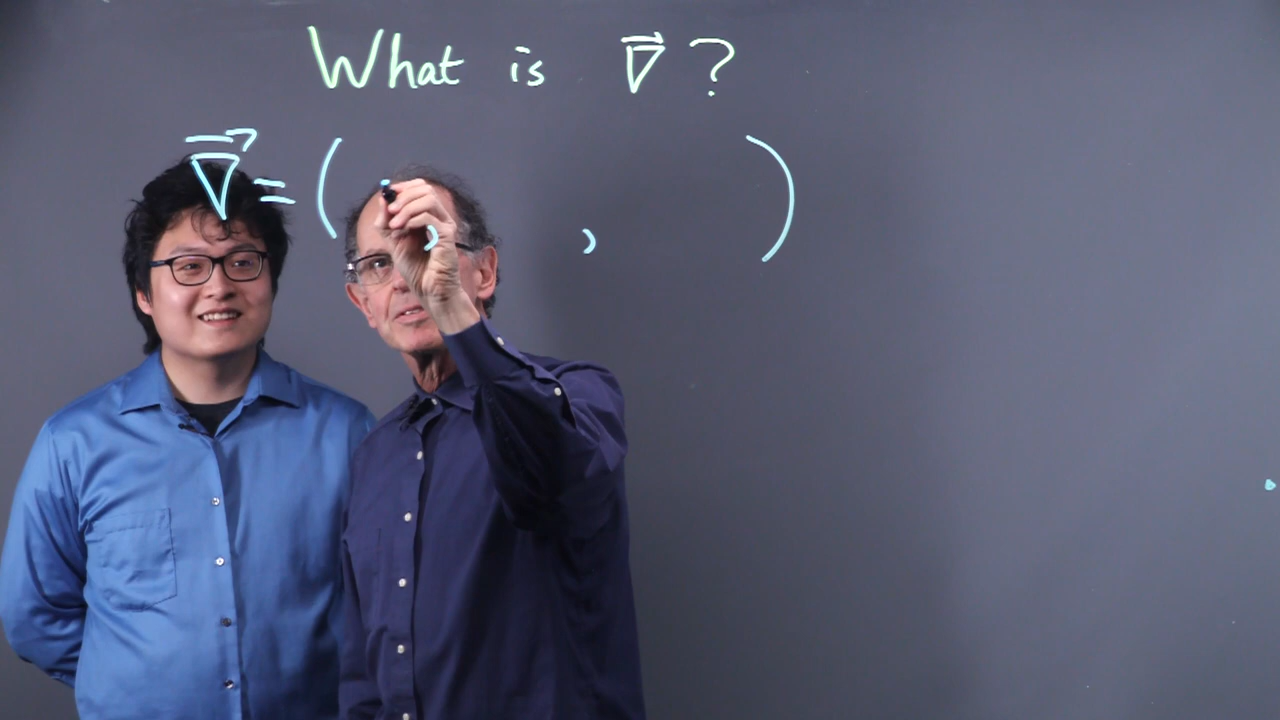 What is ∇⃗ ?
∇⃗ = ( , , )